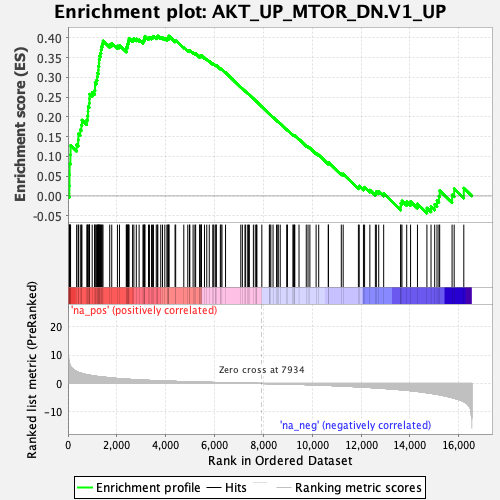 Enrichment plot: AKT_UP_MTOR_DN.V1_UP
Enrichment score (ES)
0.40
0.35
0.30
0.25
0.20
0.15
0.10
0.05
0.00
-0.05
'na_pos' (positively correlated)
Ranked list metric (PreRanked)
20
10
0
-10
Zero cross at 7934
'na_neg' (negatively correlated)
0
2,000
4,000
6,000
8,000
10,000
12,000
14,000
16,000
Rank in Ordered Dataset
Enrichment profile
Hits
Ranking metric scores